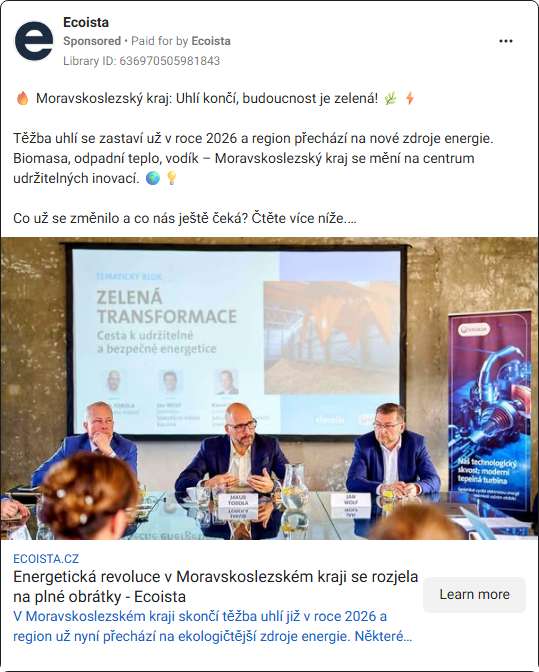 Ecoista
Sponsored • Paid for by Ecoista
Library ID: 636970505981843
🔥 Moravskoslezský kraj: Uhlí končí, budoucnost je zelená! 🌿 ⚡
Těžba uhlí se zastaví už v roce 2026 a region přechází na nové zdroje energie.
Biomasa, odpadní teplo, vodík – Moravskoslezský kraj se mění na centrum
udržitelných inovací. 🌍 💡
Co už se změnilo a co nás ještě čeká? Čtěte více níže....
TEMATICKÝ BLOK
ZELENÁ
TRANSFORMACE
Cesta k udržitelné
a bezpečné energetice
VEOLIA
Náš technologický
skvost: moderní
tepelná turbína
JAKUB
TOBOLA
JAN
WOLF
ECOISTA.CZ
Energetická revoluce v Moravskoslezském kraji se rozjela
na plné obrátky - Ecoista
Learn more
V Moravskoslezském kraji skončí těžba uhlí již v roce 2026 a
region už nyní přechází na ekologičtější zdroje energie. Některé...